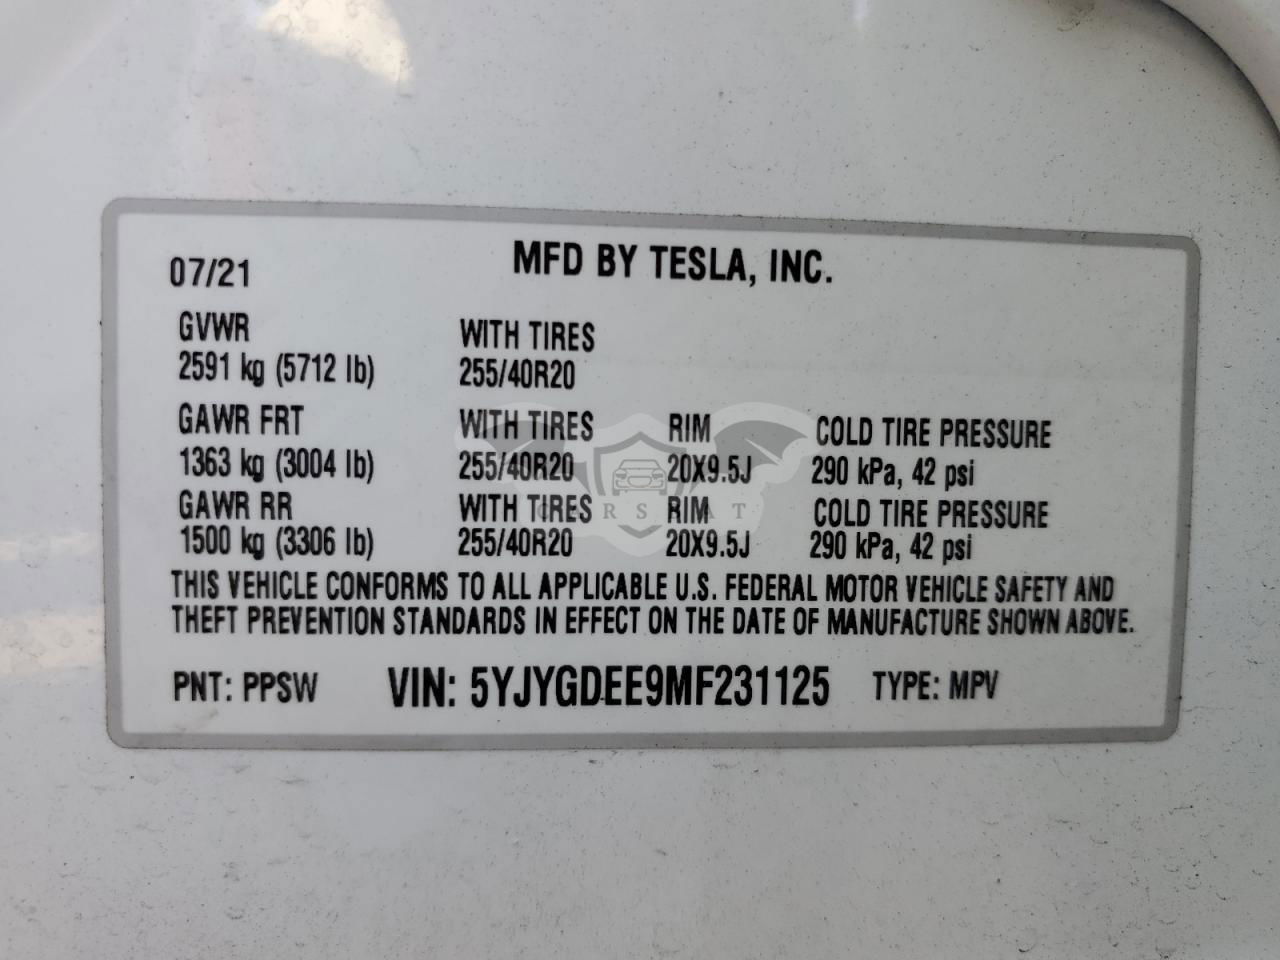 07/21 MFD BY TESLA, INC.
GVWR WITH TIRES
2591 kg (5712 lb) 255/40R20
GAWR FRT WITH TIRES RIM COLD TIRE PRESSURE
1363 kg (3004 lb) 255/40R20 20X9.5J 290 kPa, 42 psi
GAWR RR WITH TIRES RIM COLD TIRE PRESSURE
1500 kg (3306 lb) 255/40R20 20X9.5J 290 kPa, 42 psi
THIS VEHICLE CONFORMS TO ALL APPLICABLE U.S. FEDERAL MOTOR VEHICLE SAFETY AND
THEFT PREVENTION STANDARDS IN EFFECT ON THE DATE OF MANUFACTURE SHOWN ABOVE.
PNT: PPSW VIN: 5YJYGDEE9MF231125 TYPE: MPV